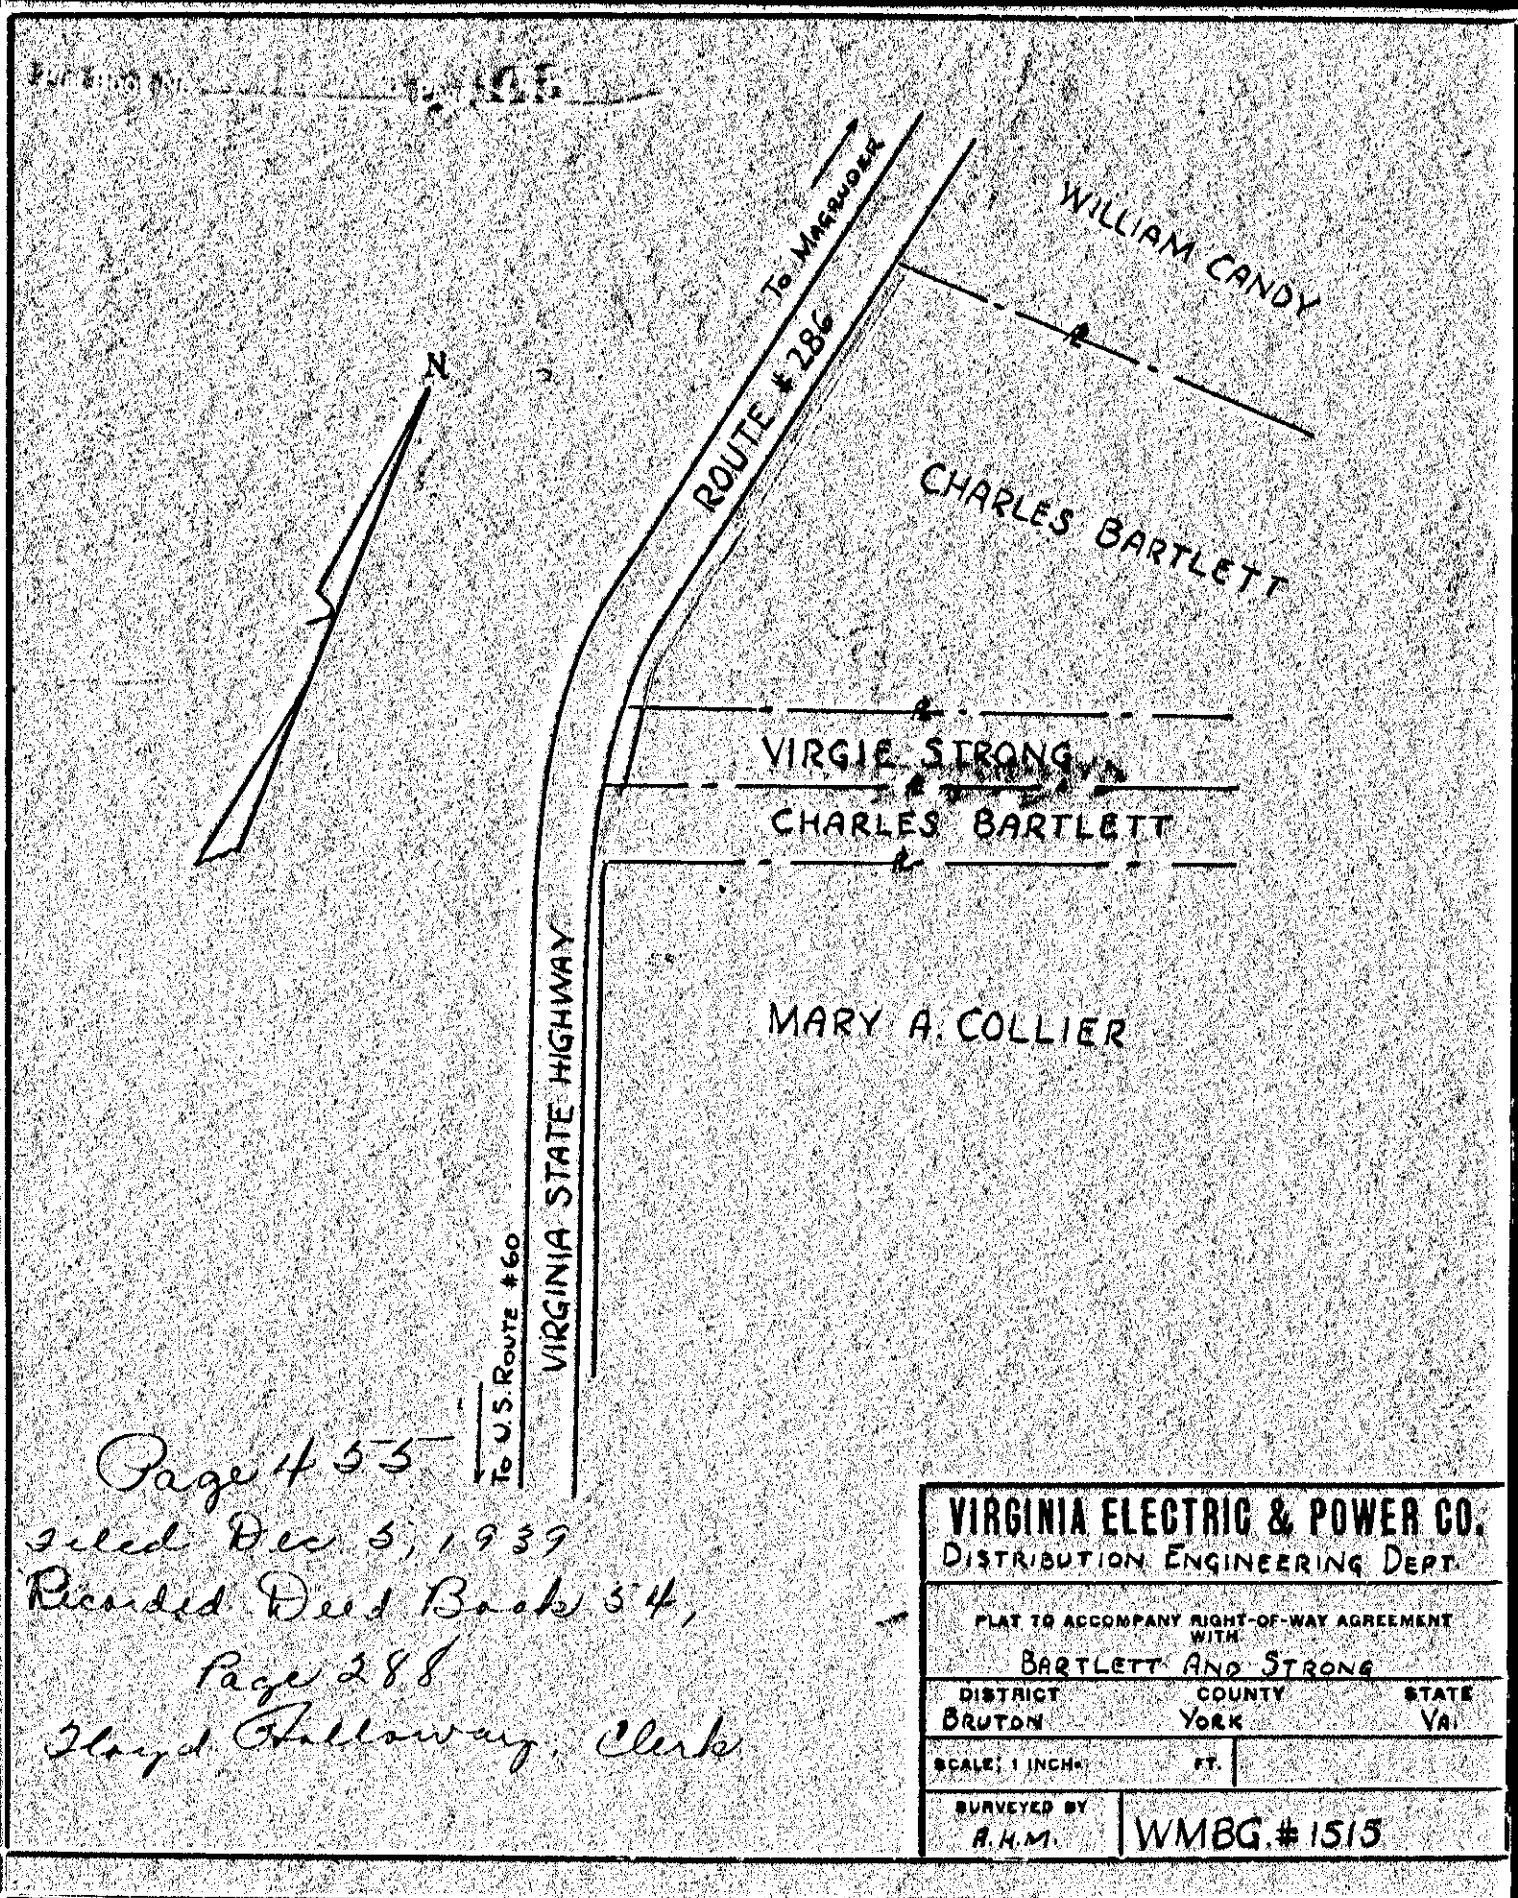 To MAGRUDER
WILLIAM CANDY
ROUTE #286
N
CHARLES BARTLETT
VIRGIE STRONG
CHARLES BARTLETT
MARY A. COLLIER
VIRGINIA STATE HIGHWAY
To U.S. ROUTE #60
Page 455
Filed Dec 5, 1939
Recorded Deed Book 54,
Page 288
Floyd Holloway, Clerk
VIRGINIA ELECTRIC & POWER CO.
DISTRIBUTION ENGINEERING DEPT.
PLAT TO ACCOMPANY RIGHT-OF-WAY AGREEMENT
WITH
BARTLETT AND STRONG
DISTRICT COUNTY STATE
BRUTON YORK VA.
SCALE: 1 INCH= FT.
SURVEYED BY
A.H.M.
WMBG. #1515